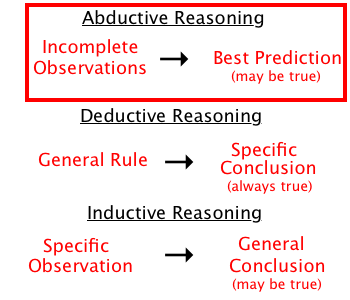 Abductive Reasoning
Incomplete Observations → Best Prediction (may be true)
Deductive Reasoning
General Rule → Specific Conclusion (always true)
Inductive Reasoning
Specific Observation → General Conclusion (may be true)